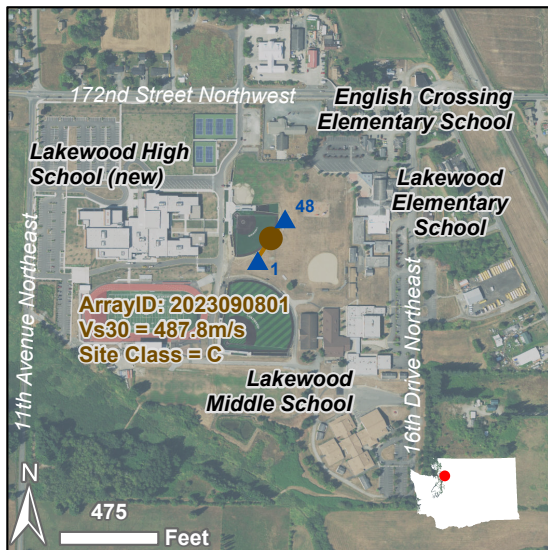 172nd Street Northwest
English Crossing
Elementary School
Lakewood High
School (new)
Lakewood
Elementary
School
48
1
ArrayID: 2023090801
Vs30 = 487.8m/s
Site Class = C
11th Avenue Northeast
16th Drive Northeast
Lakewood
Middle School
N
475
Feet